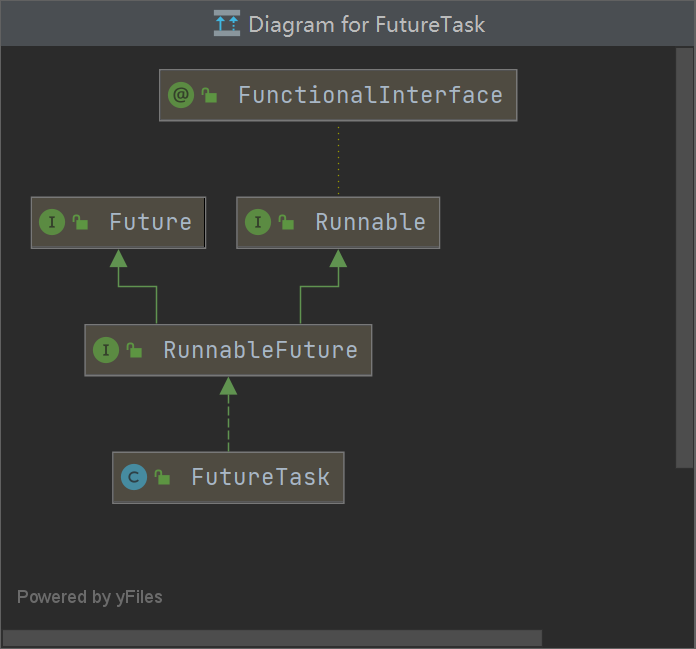 Diagram for FutureTask
@ FunctionalInterface
I Future
I Runnable
I RunnableFuture
C FutureTask
Powered by yFiles